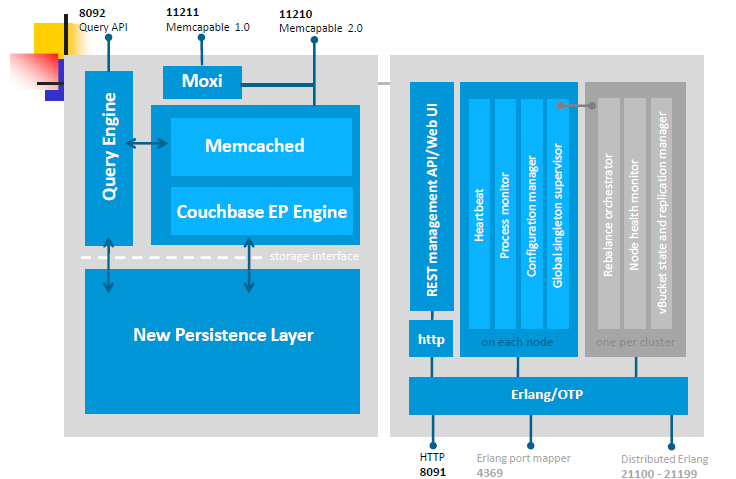 8092
Query API
11211
Memcapable 1.0
11210
Memcapable 2.0
Moxi
Query Engine
Memcached
Couchbase EP Engine
storage interface
New Persistence Layer
REST management API/Web UI
http
Heartbeat
Process monitor
Configuration manager
Global singleton supervisor
on each node
Rebalance orchestrator
Node health monitor
vBucket state and replication manager
one per cluster
Erlang/OTP
HTTP
8091
Erlang port mapper
4369
Distributed Erlang
21100 - 21199